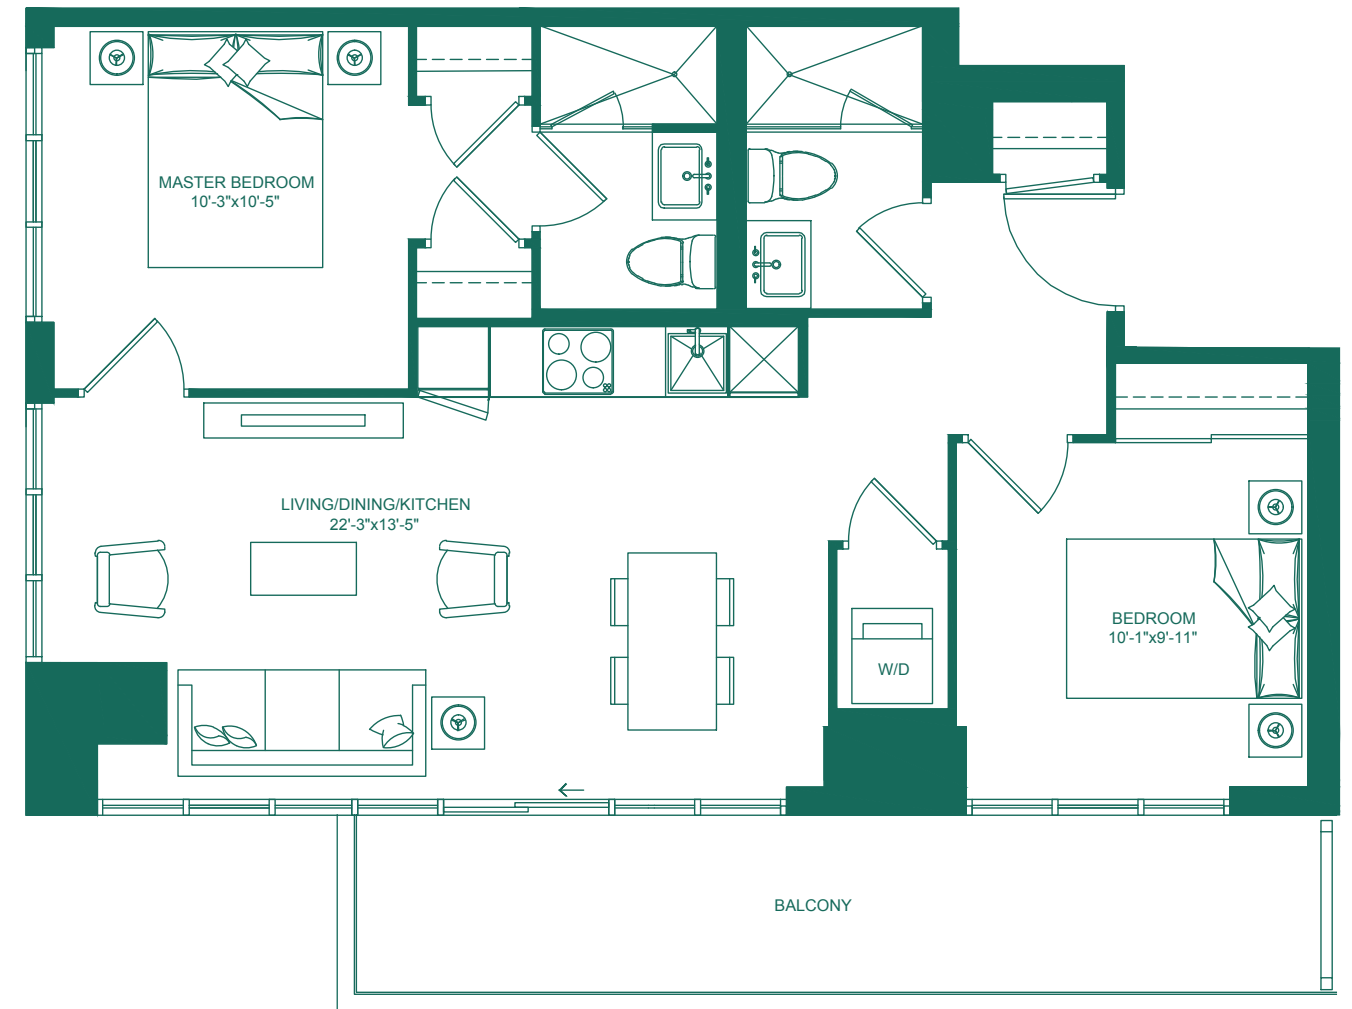 MASTER BEDROOM
10'-3"x10'-5"
LIVING/DINING/KITCHEN
22'-3"x13'-5"
BEDROOM
10'-1"x9'-11"
W/D
BALCONY